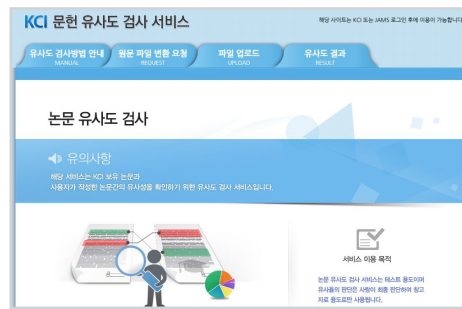 KCI 문헌 유사도 검사 서비스
해당 사이트는 KCI 또는 JAMS 로그인 후에 이용이 가능합니다
유사도 검사방법 안내
MANUAL
원문 파일 변환 요청
REQUEST
파일 업로드
UPLOAD
유사도 결과
RESULT
논문 유사도 검사
유의사항
해당 서비스는 KCI 보유 논문과
사용자가 작성한 논문간의 유사성을 확인하기 위한 유사도 검사 서비스입니다.
서비스 이용 목적
논문 유사도 검사 서비스는 테스트 용도이며
유사율의 판단은 사람이 최종 판단하며 참고
자료 용도로만 사용됩니다.